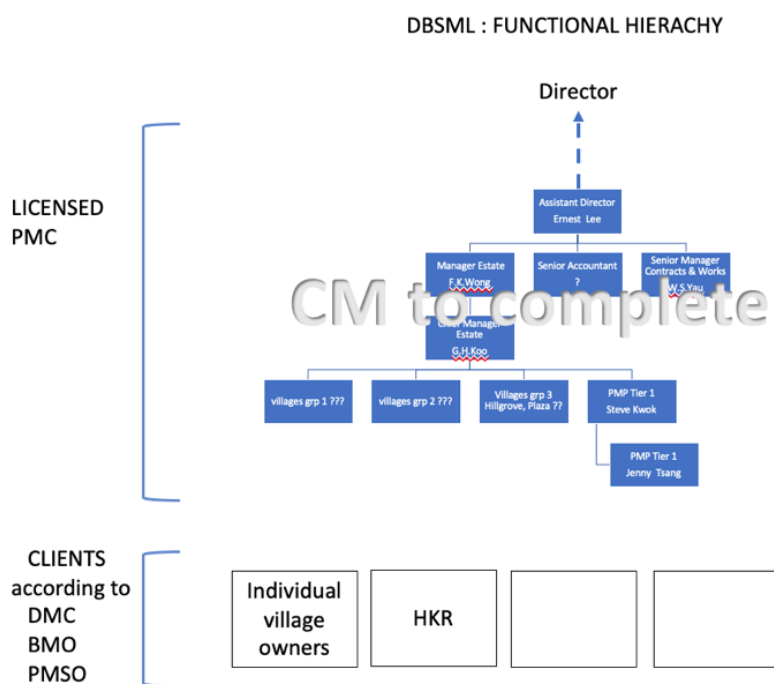 DBSML : FUNCTIONAL HIERACHY
Director
LICENSED
PMC
Assistant Director
Ernest Lee
Manager Estate
F.K.Wong
Senior Accountant
?
Senior Manager
Contracts & Works
W.S.Yau
CM to complete
Chief Manager
Estate
G.H.Koo
villages grp 1 ???
villages grp 2 ???
Villages grp 3
Hillgrove, Plaza ??
PMP Tier 1
Steve Kwok
PMP Tier 1
Jenny Tsang
CLIENTS
according to
DMC
BMO
PMSO
Individual
village
owners
HKR